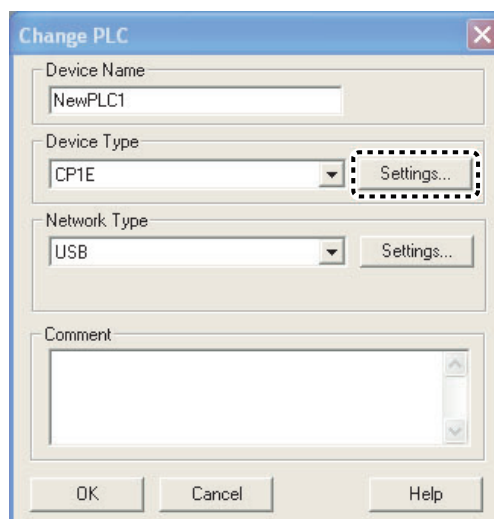 Change PLC
Device Name
NewPLC1
Device Type
CP1E
Settings...
Network Type
USB
Settings...
Comment
OK
Cancel
Help